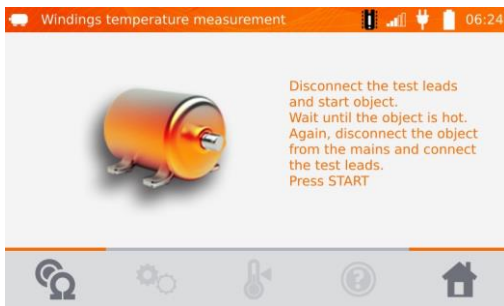 Windings temperature measurement
06:24
Disconnect the test leads
and start object.
Wait until the object is hot.
Again, disconnect the object
from the mains and connect
the test leads.
Press START